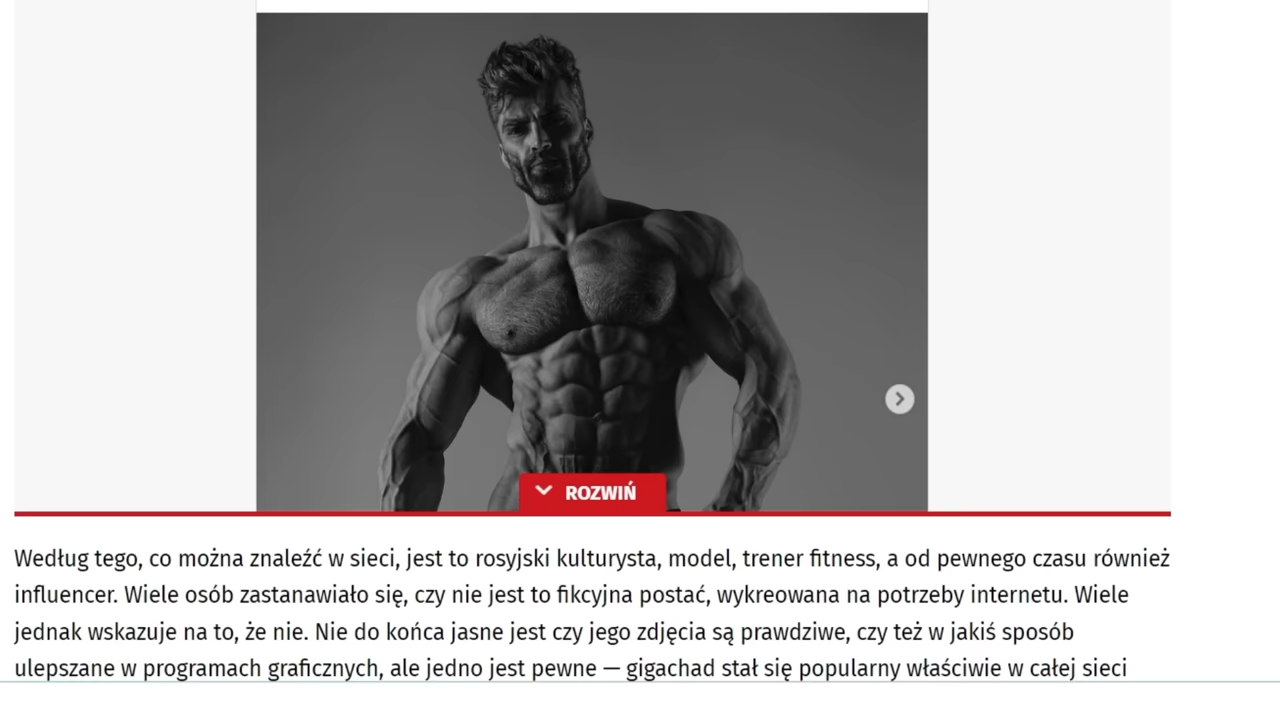 ROZWIŃ
Według tego, co można znaleźć w sieci, jest to rosyjski kulturysta, model, trener fitness, a od pewnego czasu również
influencer. Wiele osób zastanawiało się, czy nie jest to fikcyjna postać, wykreowana na potrzeby internetu. Wiele
jednak wskazuje na to, że nie. Nie do końca jasne jest czy jego zdjęcia są prawdziwe, czy też w jakiś sposób
ulepszane w programach graficznych, ale jedno jest pewne — gigachad stał się popularny właściwie w całej sieci